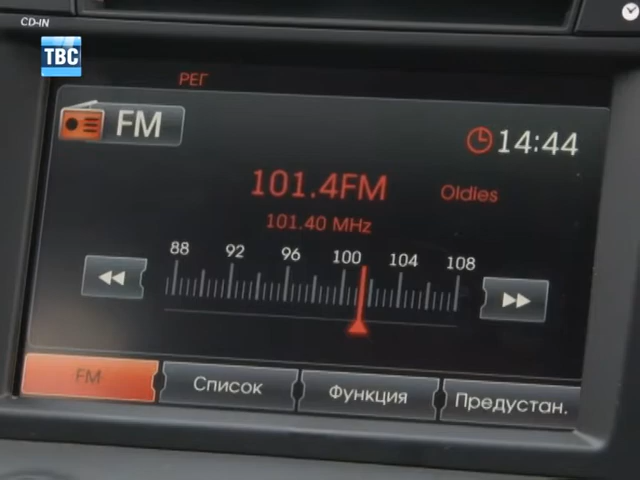 CD-IN
ТВС
РЕГ
FM
14:44
101.4FM
Oldies
101.40 MHz
88 92 96 100 104 108
FM Список Функция Предустан.